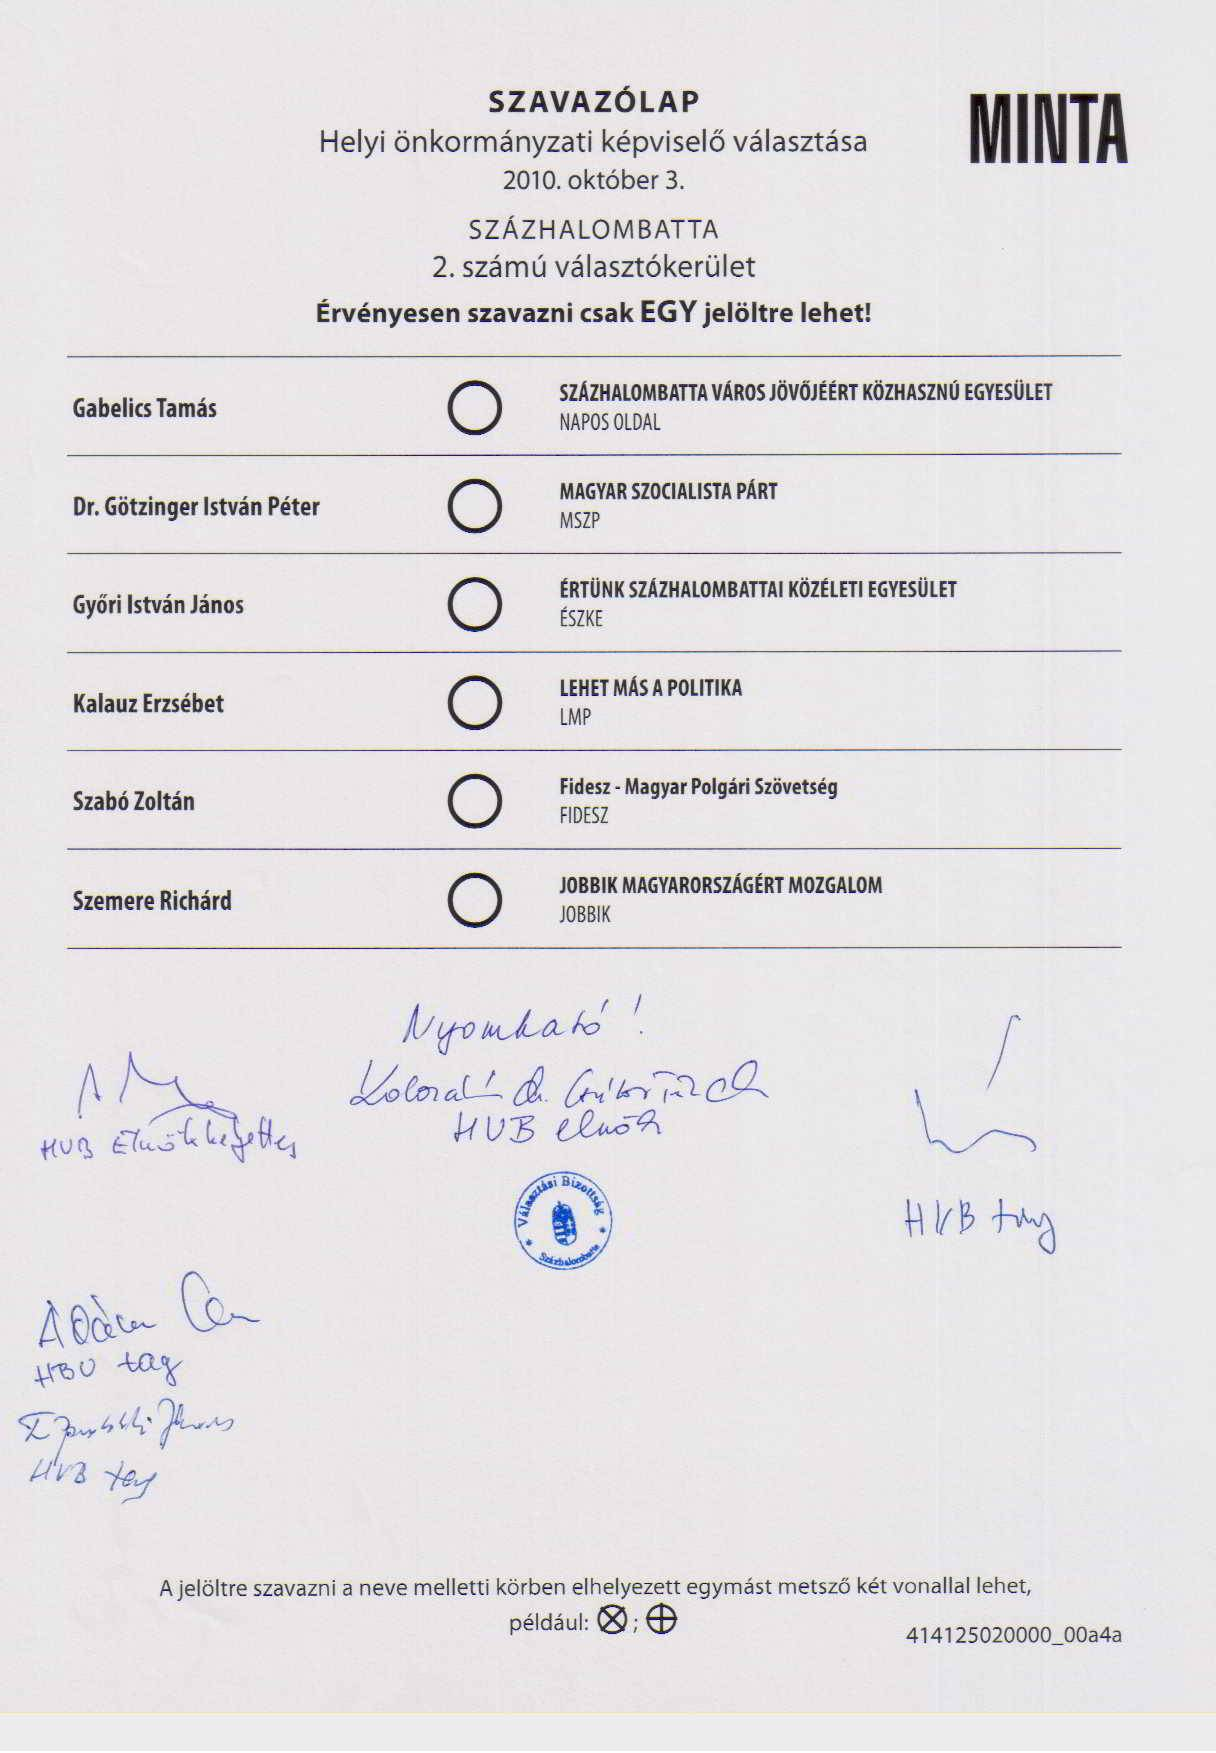 SZAVAZÓLAP
MINTA
Helyi önkormányzati képviselő választása
2010. október 3.
SZÁZHALOMBATTA
2. számú választókerület
Érvényesen szavazni csak EGY jelöltre lehet!
Gabelics Tamás
SZÁZHALOMBATTA VÁROS JÖVŐJÉÉRT KÖZHASZNÚ EGYESÜLET
NAPOS OLDAL
Dr. Götzinger István Péter
MAGYAR SZOCIALISTA PÁRT
MSZP
Győri István János
ÉRTÜNK SZÁZHALOMBATTAI KÖZÉLETI EGYESÜLET
ÉSZKE
Kalauz Erzsébet
LEHET MÁS A POLITIKA
LMP
Szabó Zoltán
Fidesz - Magyar Polgári Szövetség
FIDESZ
Szemere Richárd
JOBBIK MAGYARORSZÁGÉRT MOZGALOM
JOBBIK
Nyomható!
HVB elnök
HVB Elnökhelyettes
Választási Bizottság
Százhalombatta
HVB tag
HBV tag
HVB tag
A jelöltre szavazni a neve melletti körben elhelyezett egymást metsző két vonallal lehet,
például: ;
414125020000_00a4a